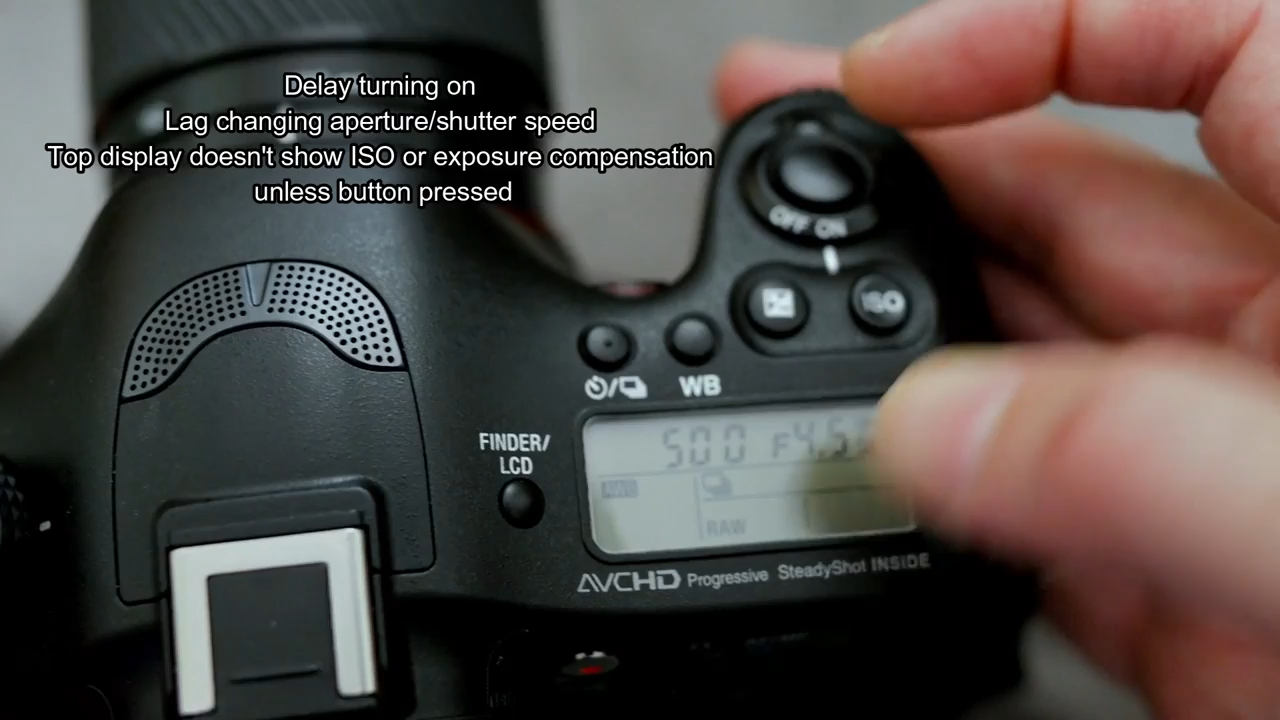 Delay turning on
Lag changing aperture/shutter speed
Top display doesn't show ISO or exposure compensation
unless button pressed
OFF ON
ISO
WB
FINDER/
LCD
500 F4.5
AWB
RAW
AVCHD Progressive SteadyShot INSIDE